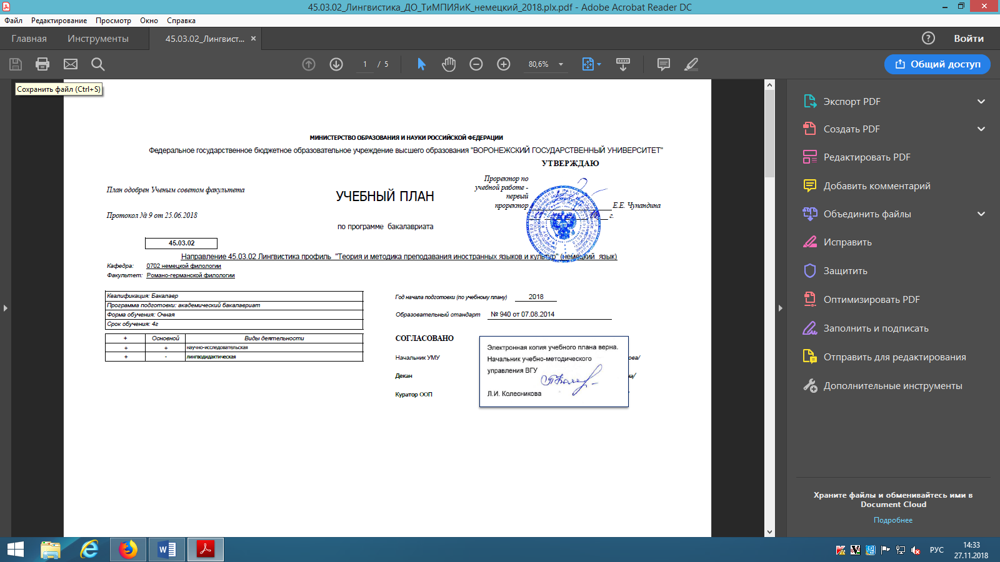 45.03.02_Лингвистика_ДО_ТиМПИЯиК_немецкий_2018.plx.pdf - Adobe Acrobat Reader DC
Файл Редактирование Просмотр Окно Справка
Главная Инструменты 45.03.02_Лингвист... × ? Войти
1 / 5 80,6% Общий доступ
Сохранить файл (Ctrl+S)
МИНИСТЕРСТВО ОБРАЗОВАНИЯ И НАУКИ РОССИЙСКОЙ ФЕДЕРАЦИИ
Федеральное государственное бюджетное образовательное учреждение высшего образования "ВОРОНЕЖСКИЙ ГОСУДАРСТВЕННЫЙ УНИВЕРСИТЕТ"
УТВЕРЖДАЮ
План одобрен Ученым советом факультета
Протокол № 9 от 25.06.2018
УЧЕБНЫЙ ПЛАН
по программе бакалавриата
Проректор по
учебной работе -
первый
проректор Е.Е. Чупандина
г.
45.03.02
Направление 45.03.02 Лингвистика профиль "Теория и методика преподавания иностранных языков и культур" (немецкий язык)
Кафедра: 0702 немецкой филологии
Факультет: Романо-германской филологии
Квалификация: Бакалавр
Программа подготовки: академический бакалавриат
Форма обучения: Очная
Срок обучения: 4г
+ Основной Виды деятельности
+ + научно-исследовательская
+ - лингводидактическая
Год начала подготовки (по учебному плану) 2018
Образовательный стандарт № 940 от 07.08.2014
СОГЛАСОВАНО
Начальник УМУ ова/
Декан на/
Куратор ООП
Электронная копия учебного плана верна.
Начальник учебно-методического
управления ВГУ
Л.И. Колесникова
Экспорт PDF
Создать PDF
Редактировать PDF
Добавить комментарий
Объединить файлы
Исправить
Защитить
Оптимизировать PDF
Заполнить и подписать
Отправить для редактирования
Дополнительные инструменты
Храните файлы и обменивайтесь ими в
Document Cloud
Подробнее
РУС
14:33
27.11.2018